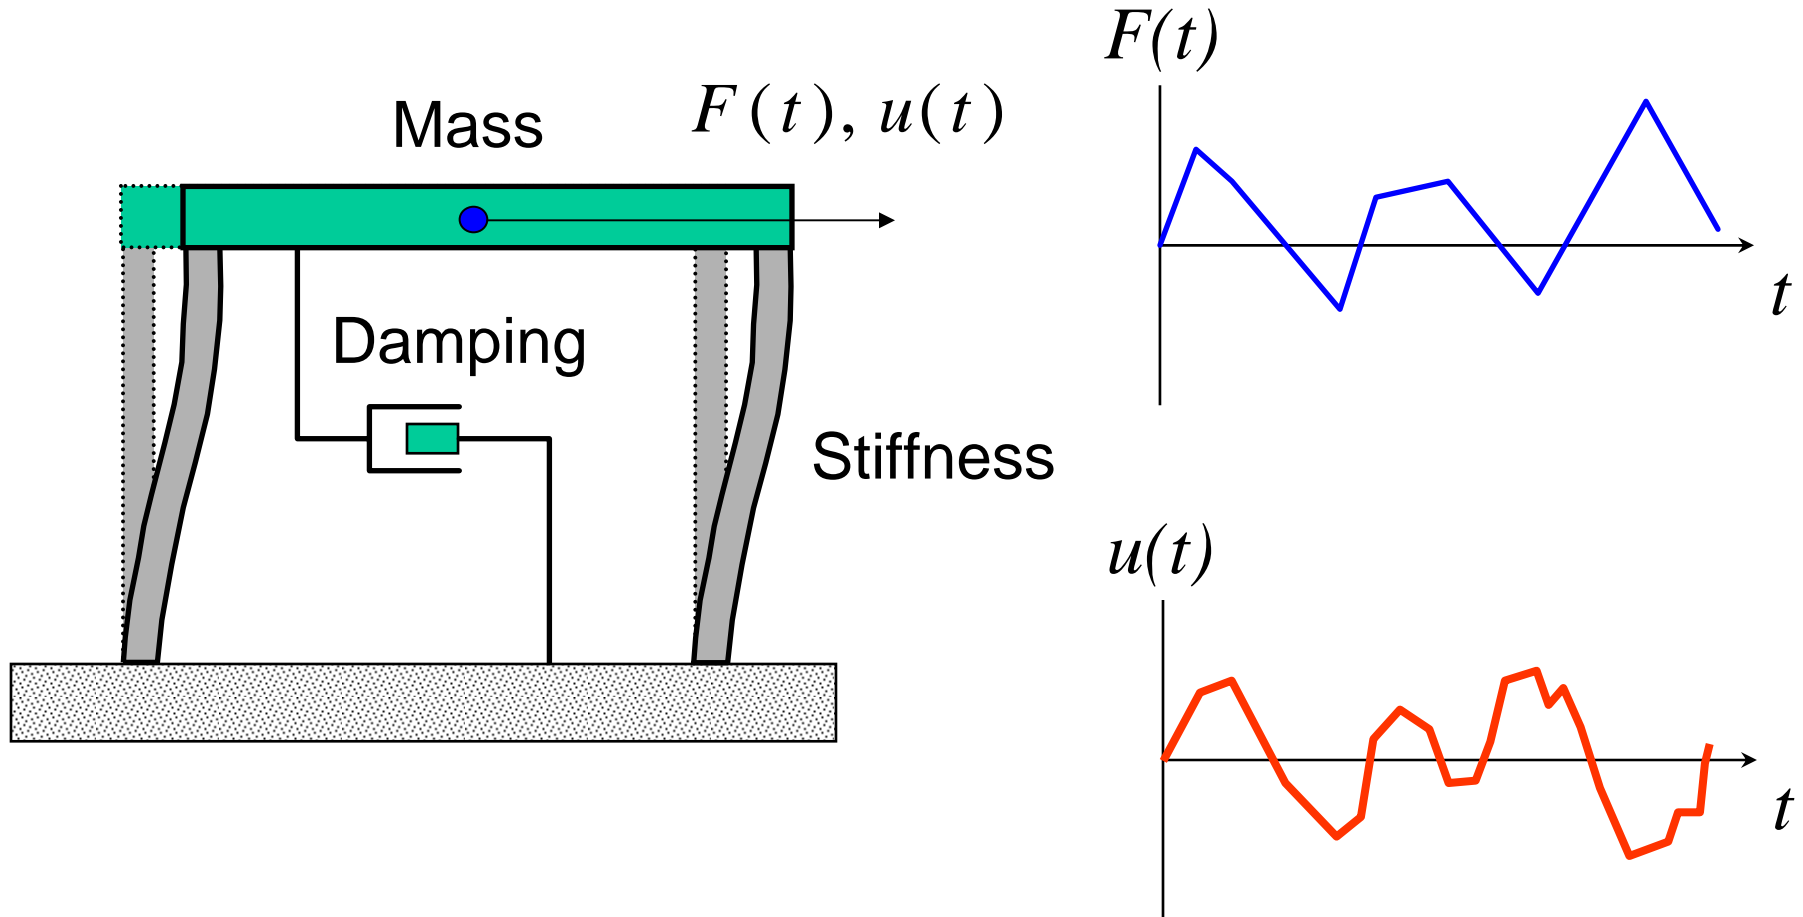 Mass
F(t), u(t)
Damping
Stiffness
F(t)
t
u(t)
t